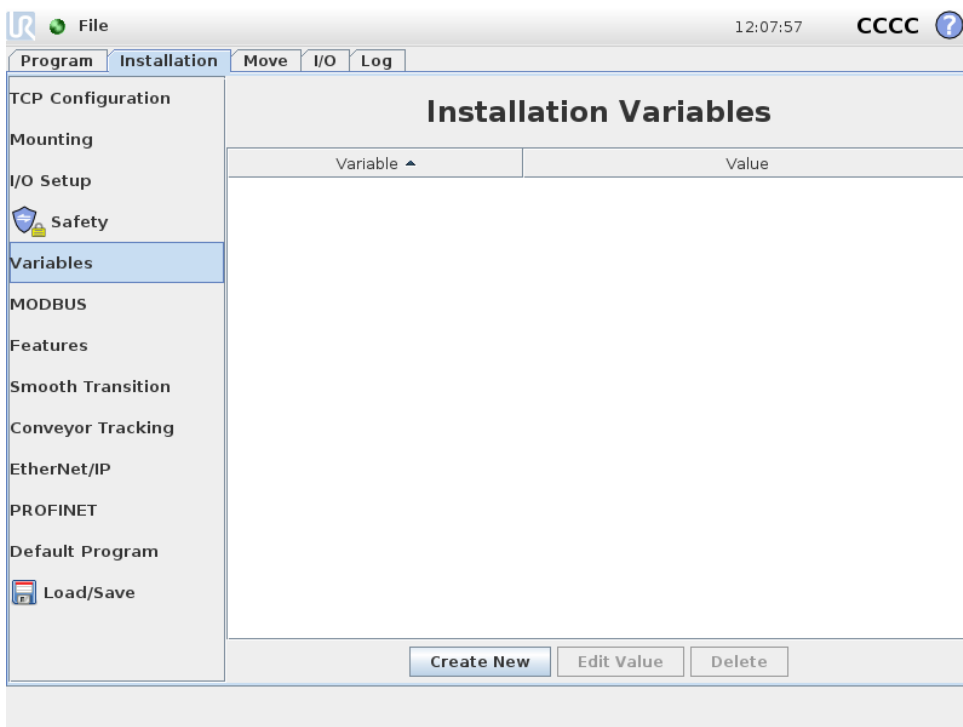 UR File 12:07:57 CCCC ?
Program Installation Move I/O Log
TCP Configuration
Installation Variables
Mounting
Variable Value
I/O Setup
Safety
Variables
MODBUS
Features
Smooth Transition
Conveyor Tracking
EtherNet/IP
PROFINET
Default Program
Load/Save
Create New Edit Value Delete